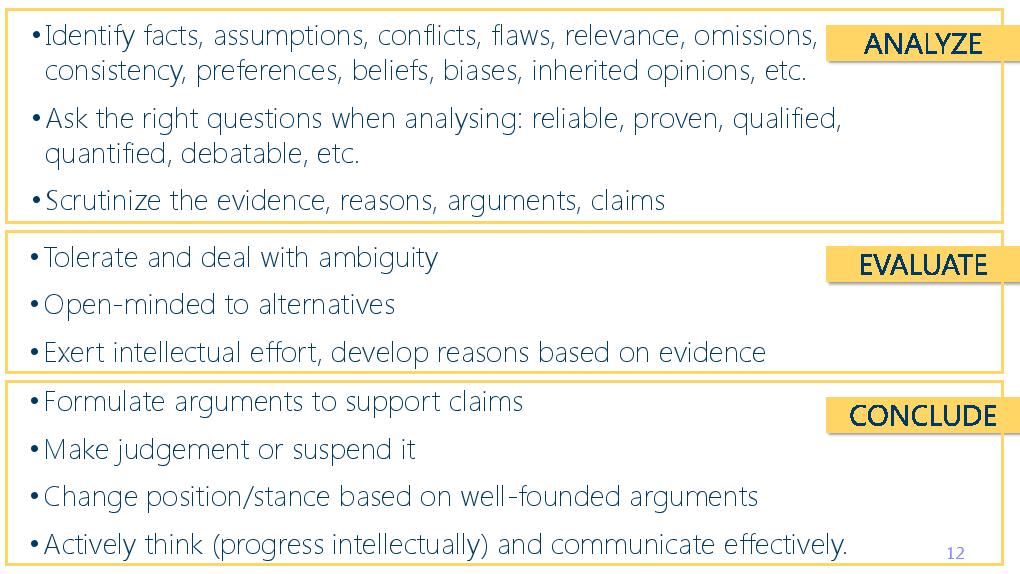 •Identify facts, assumptions, conflicts, flaws, relevance, omissions,
consistency, preferences, beliefs, biases, inherited opinions, etc.
ANALYZE
•Ask the right questions when analysing: reliable, proven, qualified,
quantified, debatable, etc.
•Scrutinize the evidence, reasons, arguments, claims
•Tolerate and deal with ambiguity
EVALUATE
•Open-minded to alternatives
•Exert intellectual effort, develop reasons based on evidence
•Formulate arguments to support claims
CONCLUDE
•Make judgement or suspend it
•Change position/stance based on well-founded arguments
•Actively think (progress intellectually) and communicate effectively.
12